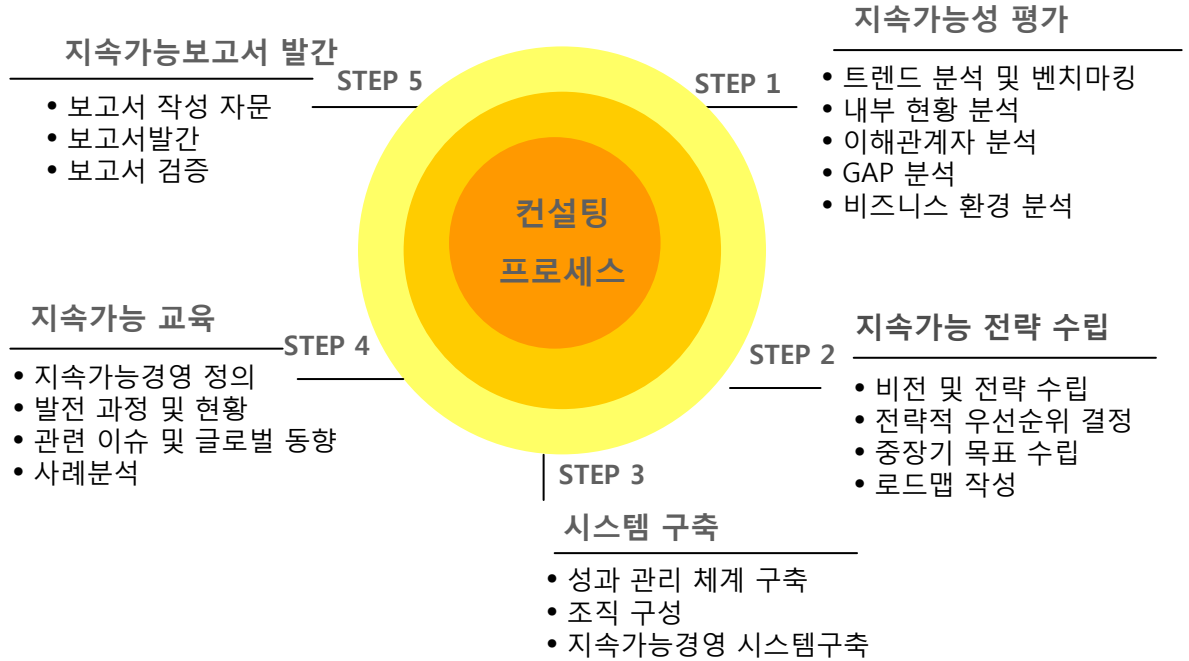 컨설팅
프로세스
STEP 1
지속가능성 평가
• 트렌드 분석 및 벤치마킹
• 내부 현황 분석
• 이해관계자 분석
• GAP 분석
• 비즈니스 환경 분석
STEP 2
지속가능 전략 수립
• 비전 및 전략 수립
• 전략적 우선순위 결정
• 중장기 목표 수립
• 로드맵 작성
STEP 3
시스템 구축
• 성과 관리 체계 구축
• 조직 구성
• 지속가능경영 시스템구축
STEP 4
지속가능 교육
• 지속가능경영 정의
• 발전 과정 및 현황
• 관련 이슈 및 글로벌 동향
• 사례분석
STEP 5
지속가능보고서 발간
• 보고서 작성 자문
• 보고서발간
• 보고서 검증